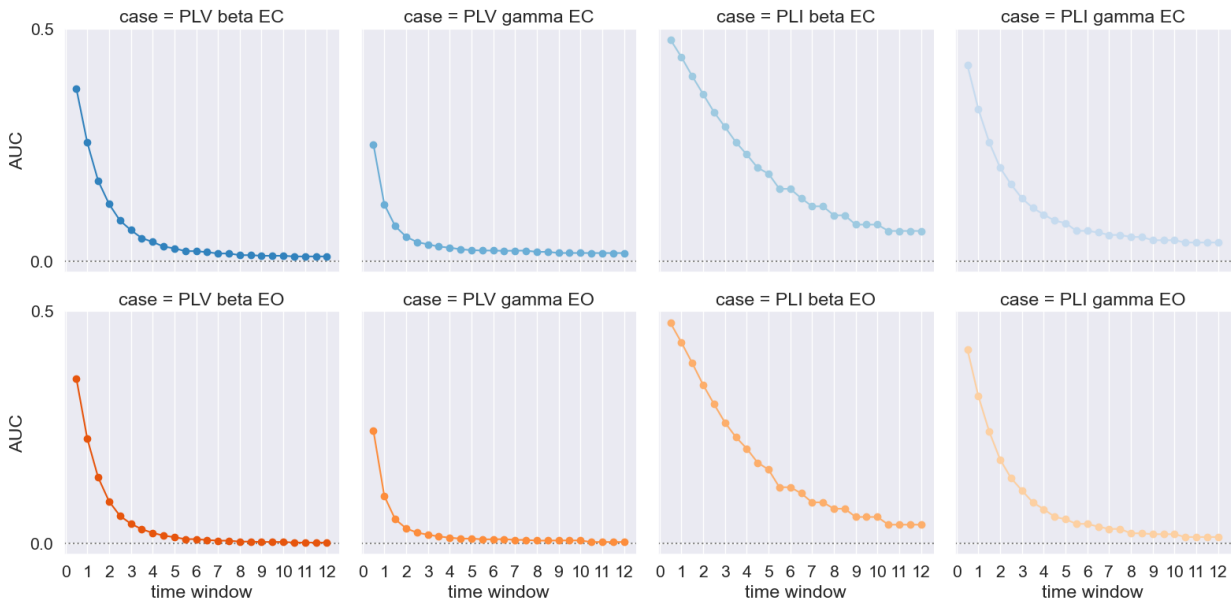 case = PLV beta EC
case = PLV gamma EC
case = PLI beta EC
case = PLI gamma EC
0.5
AUC
0.0
case = PLV beta EO
case = PLV gamma EO
case = PLI beta EO
case = PLI gamma EO
0.5
AUC
0.0
0 1 2 3 4 5 6 7 8 9 10 11 12
0 1 2 3 4 5 6 7 8 9 10 11 12
0 1 2 3 4 5 6 7 8 9 10 11 12
0 1 2 3 4 5 6 7 8 9 10 11 12
time window
time window
time window
time window